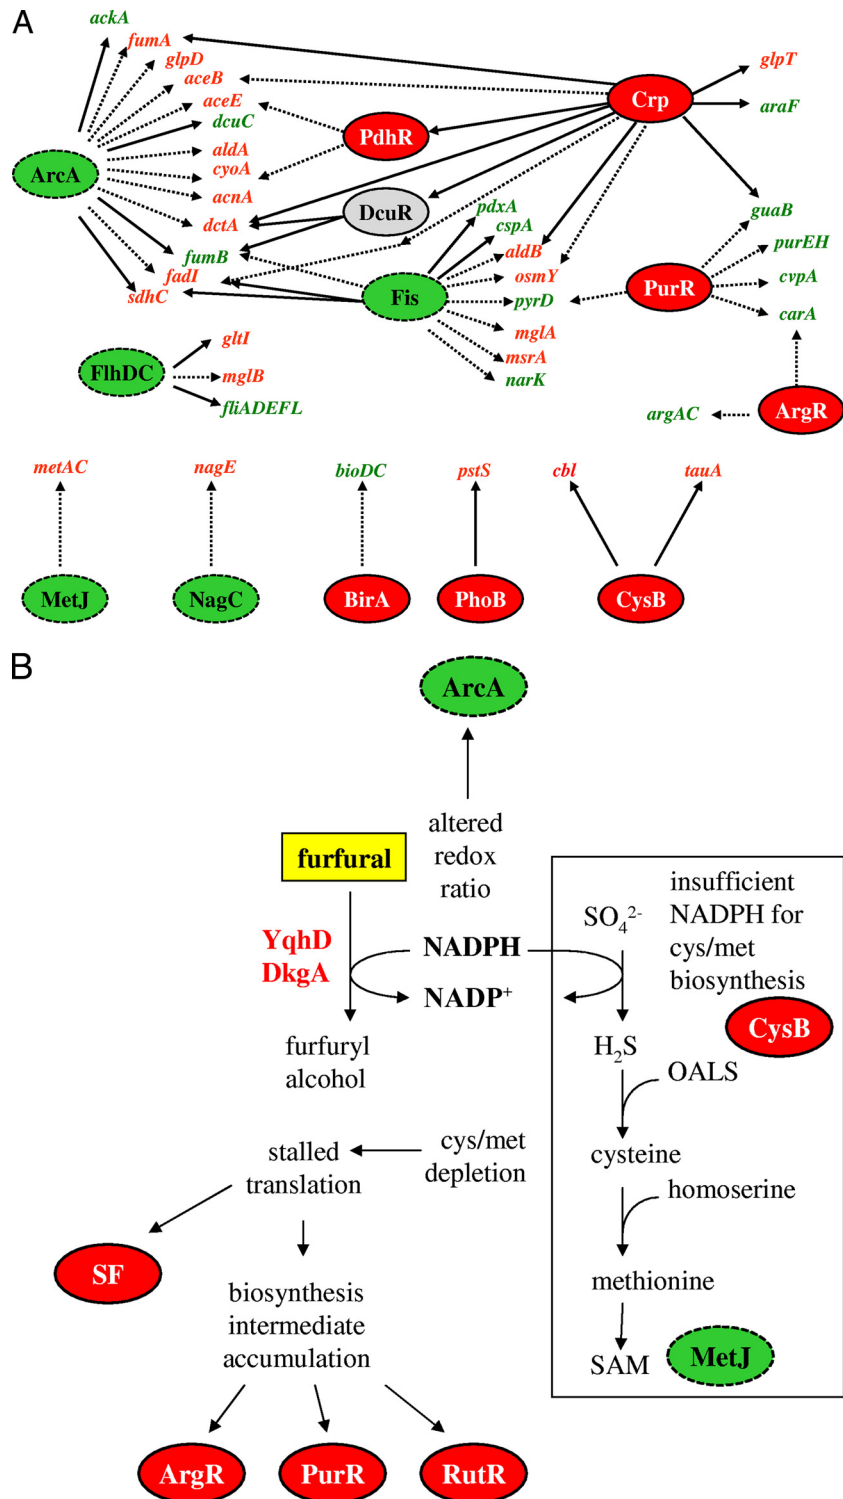 A
ackA
fumA
glpD
aceB
aceE
dcuC
aldA
cyoA
acnA
dctA
fumB
fadI
sdhC
ArcA
PdhR
DcuR
Crp
glpT
araF
guaB
purEH
cvpA
carA
PurR
ArgR
argAC
Fis
pdxA
cspA
aldB
osmY
pyrD
mglA
msrA
narK
FlhDC
gltI
mglB
fliADEFL
metAC
nagE
bioDC
pstS
cbl
tauA
MetJ
NagC
BirA
PhoB
CysB
B
ArcA
altered
redox
ratio
furfural
YqhD
DkgA
NADPH
NADP⁺
furfuryl
alcohol
insufficient
NADPH for
cys/met
biosynthesis
SO₄²⁻
CysB
H₂S
OALS
cysteine
homoserine
methionine
SAM
MetJ
cys/met
depletion
stalled
translation
SF
biosynthesis
intermediate
accumulation
ArgR
PurR
RutR